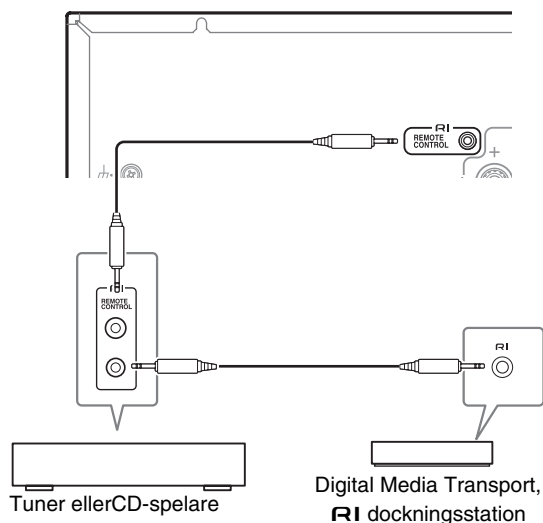 RI
REMOTE
CONTROL
+
RI
REMOTE
CONTROL
RI
Tuner ellerCD-spelare
Digital Media Transport,
RI dockningsstation